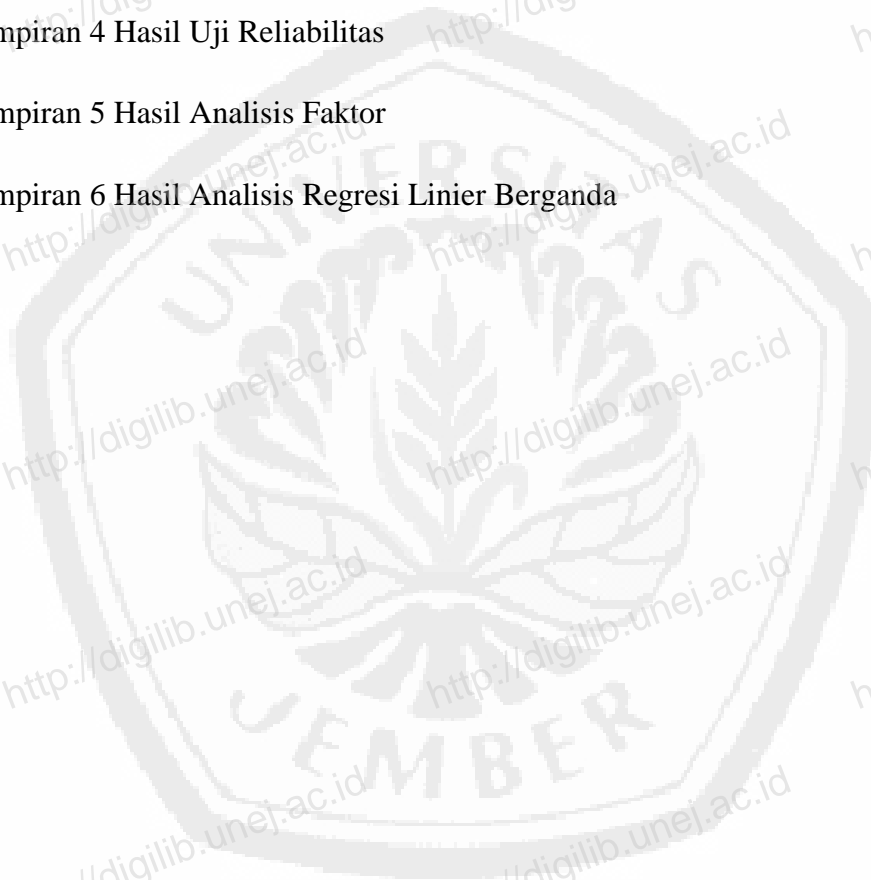 mpiran 4 Hasil Uji Reliabilitas
mpiran 5 Hasil Analisis Faktor
mpiran 6 Hasil Analisis Regresi Linier Berganda
UNIVERSITAS
JEMBER
http://digilib.unej.ac.id
http://digilib.unej.ac.id
http://digilib.unej.ac.id
http://digilib.unej.ac.id
http://digilib.unej.ac.id
http://digilib.unej.ac.id
//digilib.unej.ac.id
//digilib.unej.ac.id